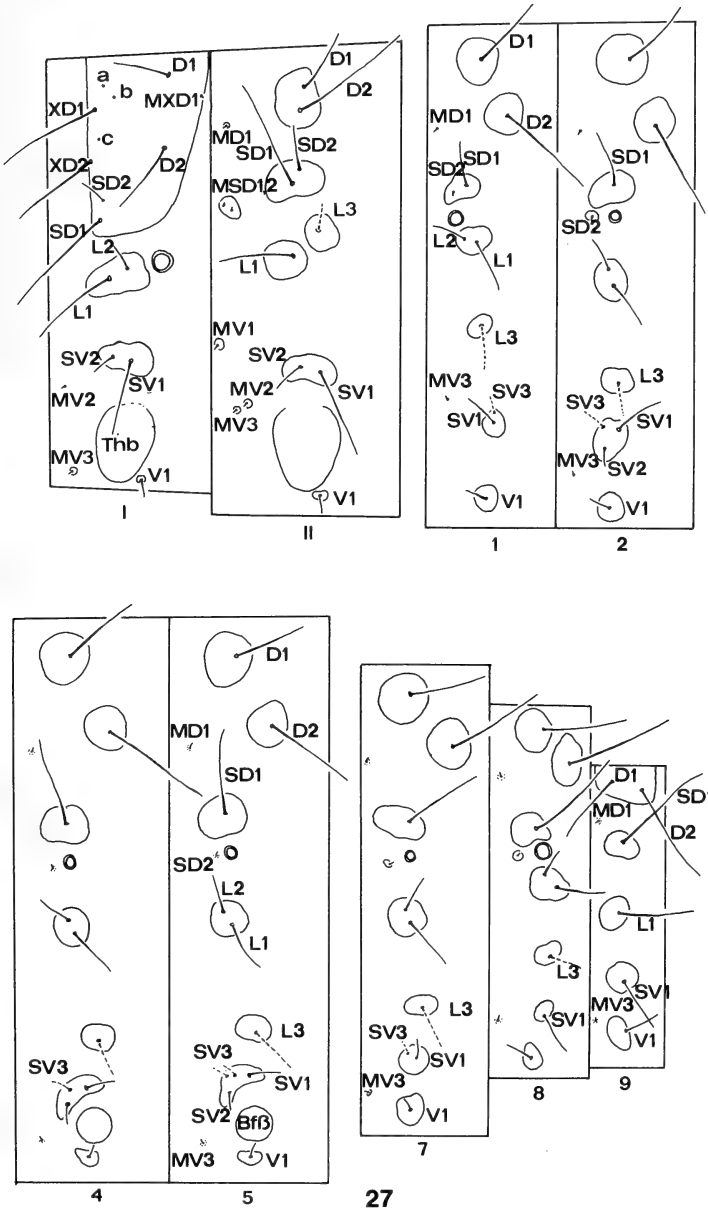 a
D1
b
MXD1
XD1
c
XD2
D2
SD2
SD1
L2
L1
SV2
SV1
MV2
Thb
MV3
V1
I
D1
D2
MD1
SD1
SD2
MSD12
L3
L1
MV1
SV2
MV2
SV1
MV3
V1
II
D1
MD1
D2
SD1
SD2
L2
L1
L3
MV3
SV3
SV1
V1
1
SD1
SD2
L3
SV3
SV1
MV3
SV2
V1
2
SV3
4
D1
MD1
D2
SD1
SD2
L2
L1
L3
SV3
SV1
SV2
Bfß
MV3
V1
5
L3
SV3
SV1
MV3
V1
7
L3
SV1
8
D1
SD
MD1
D2
L1
SV1
MV3
V1
9
27